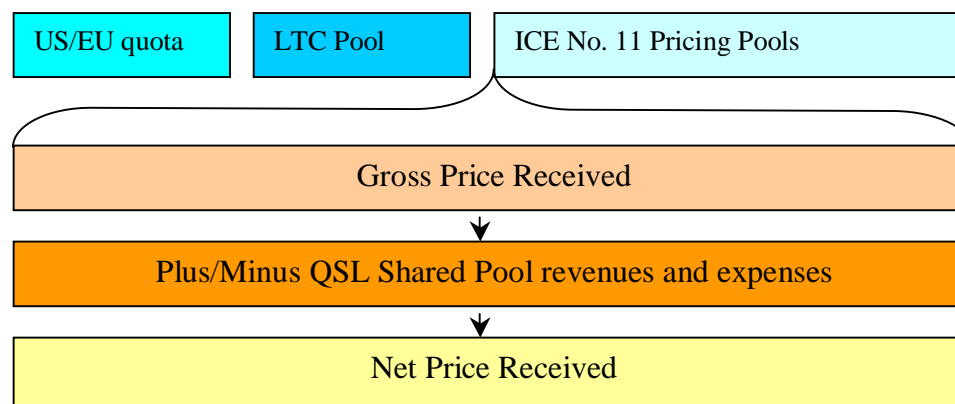 US/EU quota
LTC Pool
ICE No. 11 Pricing Pools
Gross Price Received
Plus/Minus QSL Shared Pool revenues and expenses
Net Price Received